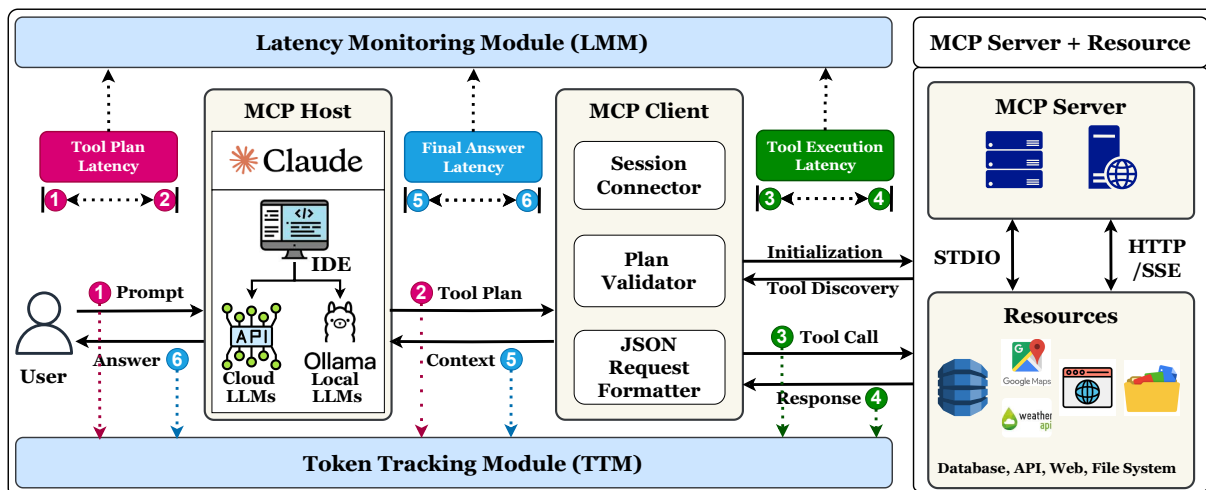 Latency Monitoring Module (LMM)
MCP Server + Resource
Tool Plan
Latency
1
2
MCP Host
Claude
</>
IDE
API
Cloud
LLMs
Ollama
Local
LLMs
Final Answer
Latency
5
6
MCP Client
Session
Connector
Plan
Validator
JSON
Request
Formatter
Tool Execution
Latency
3
4
MCP Server
STDIO
HTTP
/SSE
Initialization
Tool Discovery
1 Prompt
Answer 6
User
2 Tool Plan
Context 5
3 Tool Call
Response 4
Resources
G
Google Maps
weather
api
Database, API, Web, File System
Token Tracking Module (TTM)